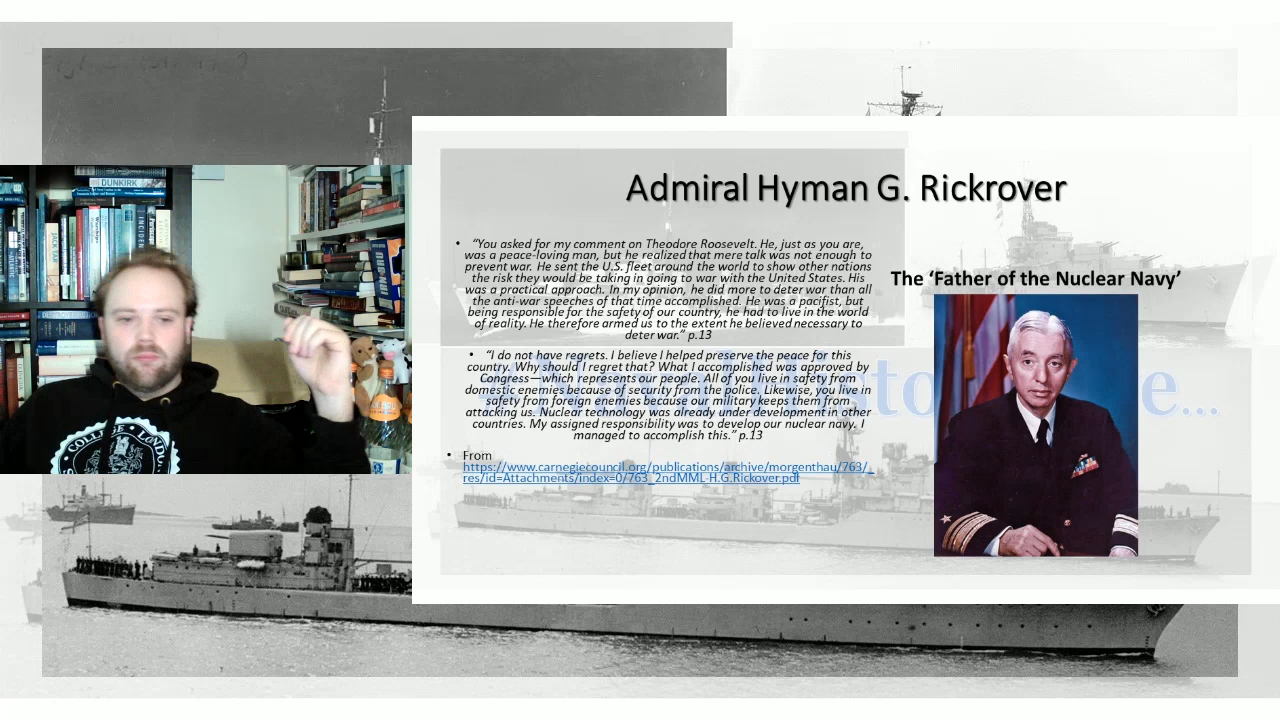 Admiral Hyman G. Rickrover
• “You asked for my comment on Theodore Roosevelt. He, just as you are,
was a peace-loving man, but he realized that mere talk was not enough to
prevent war. He sent the U.S. fleet around the world to show other nations
the risk they would be taking in going to war with the United States. His
was a practical approach. In my opinion, he did more to deter war than all
the anti-war speeches of that time accomplished. He was a pacifist, but
being responsible for the safety of our country, he had to live in the world
of reality. He therefore armed us to the extent he believed necessary to
deter war.” p.13
• “I do not have regrets. I believe I helped preserve the peace for this
country. Why should I regret that? What I accomplished was approved by
Congress—which represents our people. All of you live in safety from
domestic enemies because of security from the police. Likewise, you live in
safety from foreign enemies because our military keeps them from
attacking us. Nuclear technology was already under development in other
countries. My assigned responsibility was to develop our nuclear navy. I
managed to accomplish this.” p.13
• From
https://www.carnegiecouncil.org/publications/archive/morgenthau/763/_
res/id=Attachments/index=0/763_2ndMML-H.G.Rickover.pdf
The ‘Father of the Nuclear Navy’
DUNKIRK
COLLEGE LONDON